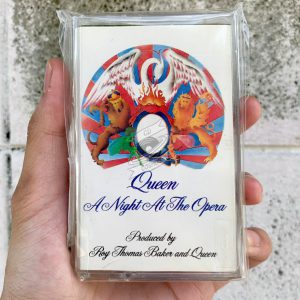 Queen
A Night At The Opera
Produced by
Roy Thomas Baker and Queen